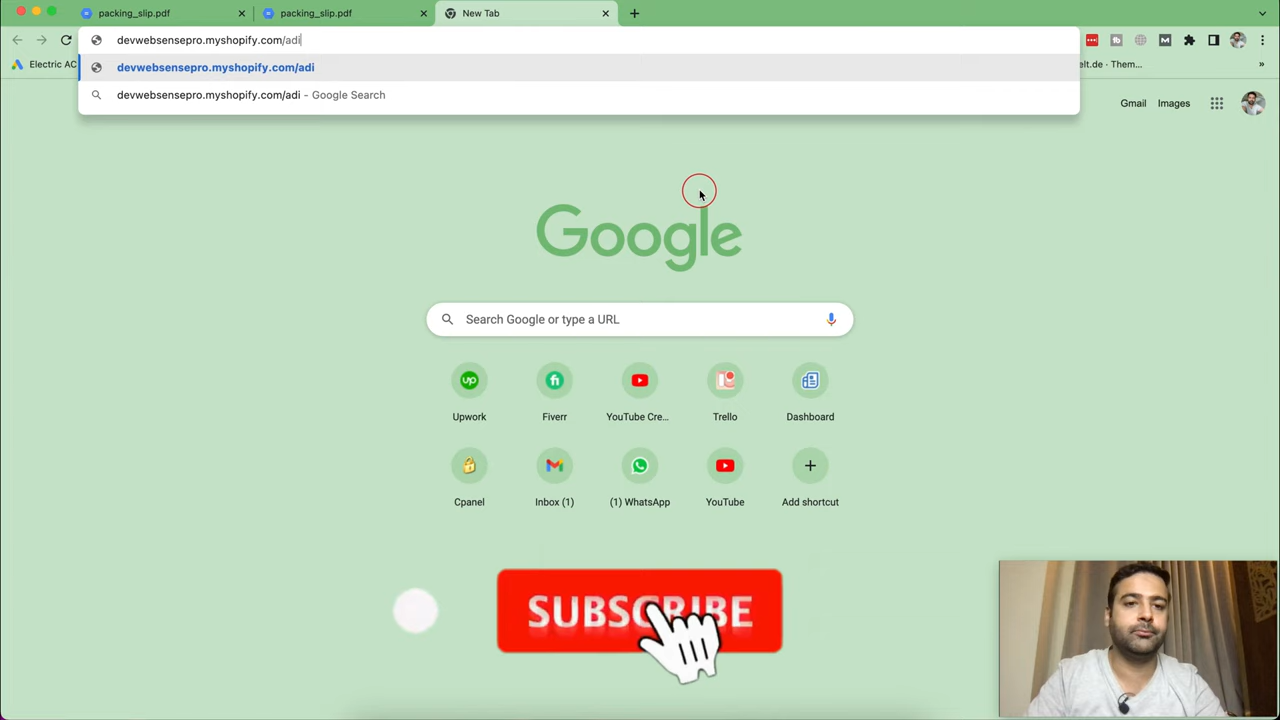 packing_slip.pdf
packing_slip.pdf
New Tab
devwebsensepro.myshopify.com/adi
Electric AC
elt.de : Them...
»
devwebsensepro.myshopify.com/adi
devwebsensepro.myshopify.com/adi - Google Search
Gmail
Images
Google
Search Google or type a URL
Upwork
Fiverr
YouTube Cre...
Trello
Dashboard
Cpanel
Inbox (1)
(1) WhatsApp
YouTube
Add shortcut
SUBSCRIBE